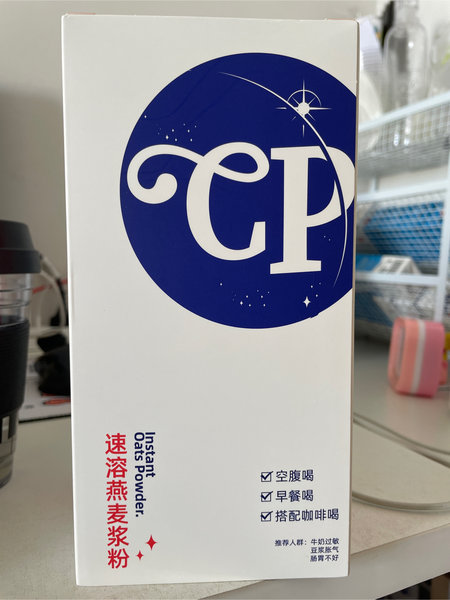 CP
Instant
Oats Powder.
速溶燕麦浆粉
☑空腹喝
☑早餐喝
☑搭配咖啡喝
推荐人群：牛奶过敏
豆浆胀气
肠胃不好